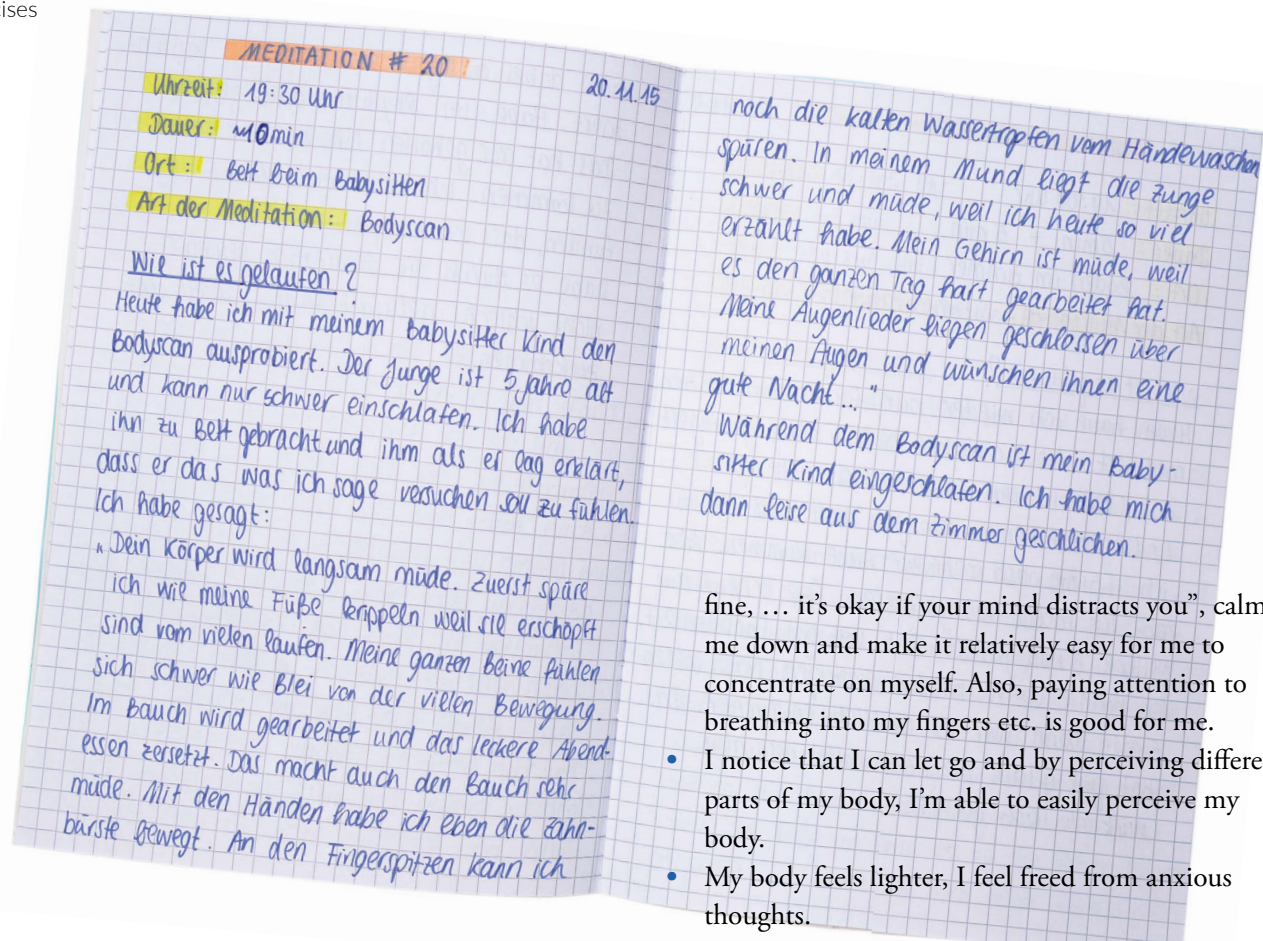 ises
MEDITATION # 20
20.11.15
Uhrzeit: 19:30 Uhr
Dauer: ~10min
Ort: Bett beim Babysitten
Art der Meditation: Bodyscan
Wie ist es gelaufen?
Heute habe ich mit meinem Babysitter Kind den
Bodyscan ausprobiert. Der Junge ist 5 Jahre alt
und kann nur schwer einschlafen. Ich habe
ihn zu Bett gebracht und ihm als er lag erklärt,
dass er das was ich sage versuchen soll zu fühlen.
Ich habe gesagt:
„Dein Körper wird langsam müde. Zuerst spüre
ich wie meine Füße krippeln weil sie erschöpft
sind vom vielen laufen. Meine ganzen Beine fühlen
sich schwer wie Blei von der vielen Bewegung.
Im Bauch wird gearbeitet und das leckere Abend-
essen zersetzt. Das macht auch den Bauch sehr
müde. Mit den Händen habe ich eben die Zahn-
bürste bewegt. An den Fingerspitzen kann ich
noch die kalten Wassertropfen vom Händewaschen
spüren. In meinem Mund liegt die Zunge
schwer und müde, weil ich heute so viel
erzählt habe. Mein Gehirn ist müde, weil
es den ganzen Tag hart gearbeitet hat.
Meine Augenlieder liegen geschlossen über
meinen Augen und wünschen ihnen eine
gute Nacht..."
Während dem Bodyscan ist mein Baby-
sitter Kind eingeschlafen. Ich habe mich
dann leise aus dem Zimmer geschlichen.
fine, … it's okay if your mind distracts you”, calm
me down and make it relatively easy for me to
concentrate on myself. Also, paying attention to
breathing into my fingers etc. is good for me.
• I notice that I can let go and by perceiving differe
parts of my body, I'm able to easily perceive my
body.
• My body feels lighter, I feel freed from anxious
thoughts.